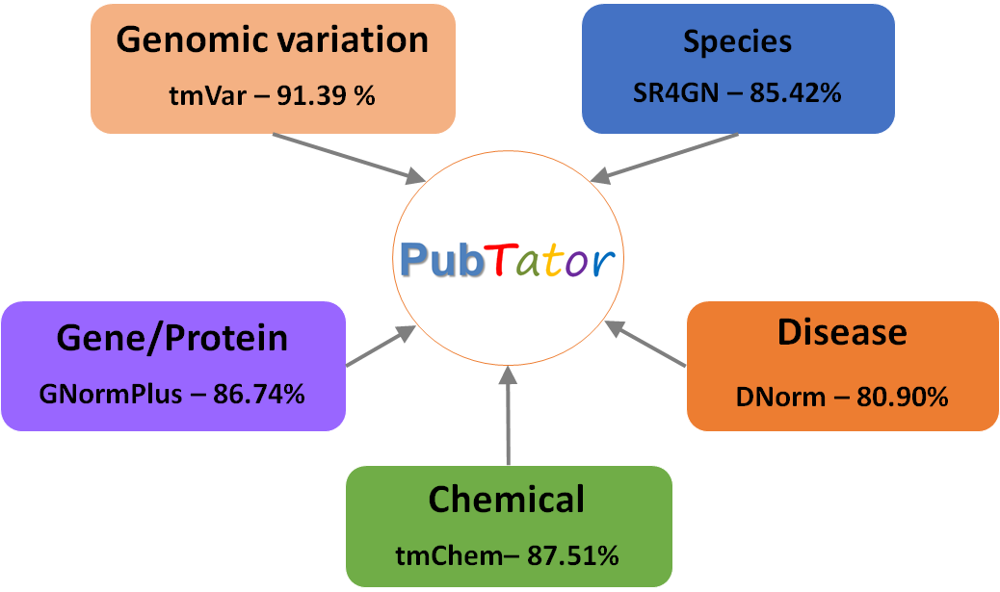 Genomic variation
tmVar – 91.39 %
Species
SR4GN – 85.42%
PubTator
Gene/Protein
GNormPlus – 86.74%
Disease
DNorm – 80.90%
Chemical
tmChem– 87.51%